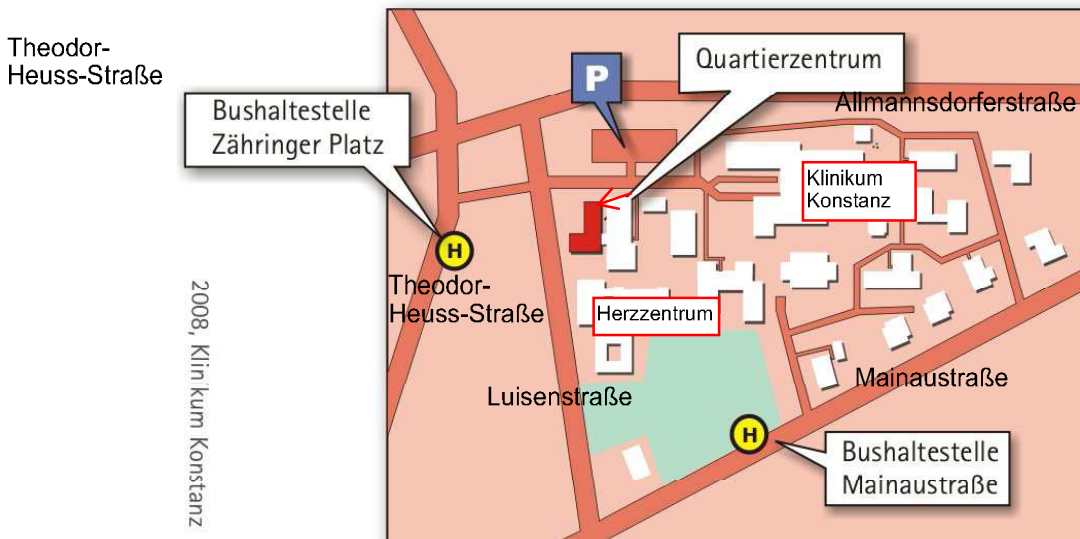 Theodor-
Heuss-Straße
Bushaltestelle
Zähringer Platz
P
Quartierzentrum
Allmannsdorferstraße
Klinikum
Konstanz
H
Theodor-
Heuss-Straße
Herzzentrum
Luisenstraße
Mainaustraße
H
Bushaltestelle
Mainaustraße
2008, Klinikum Konstanz